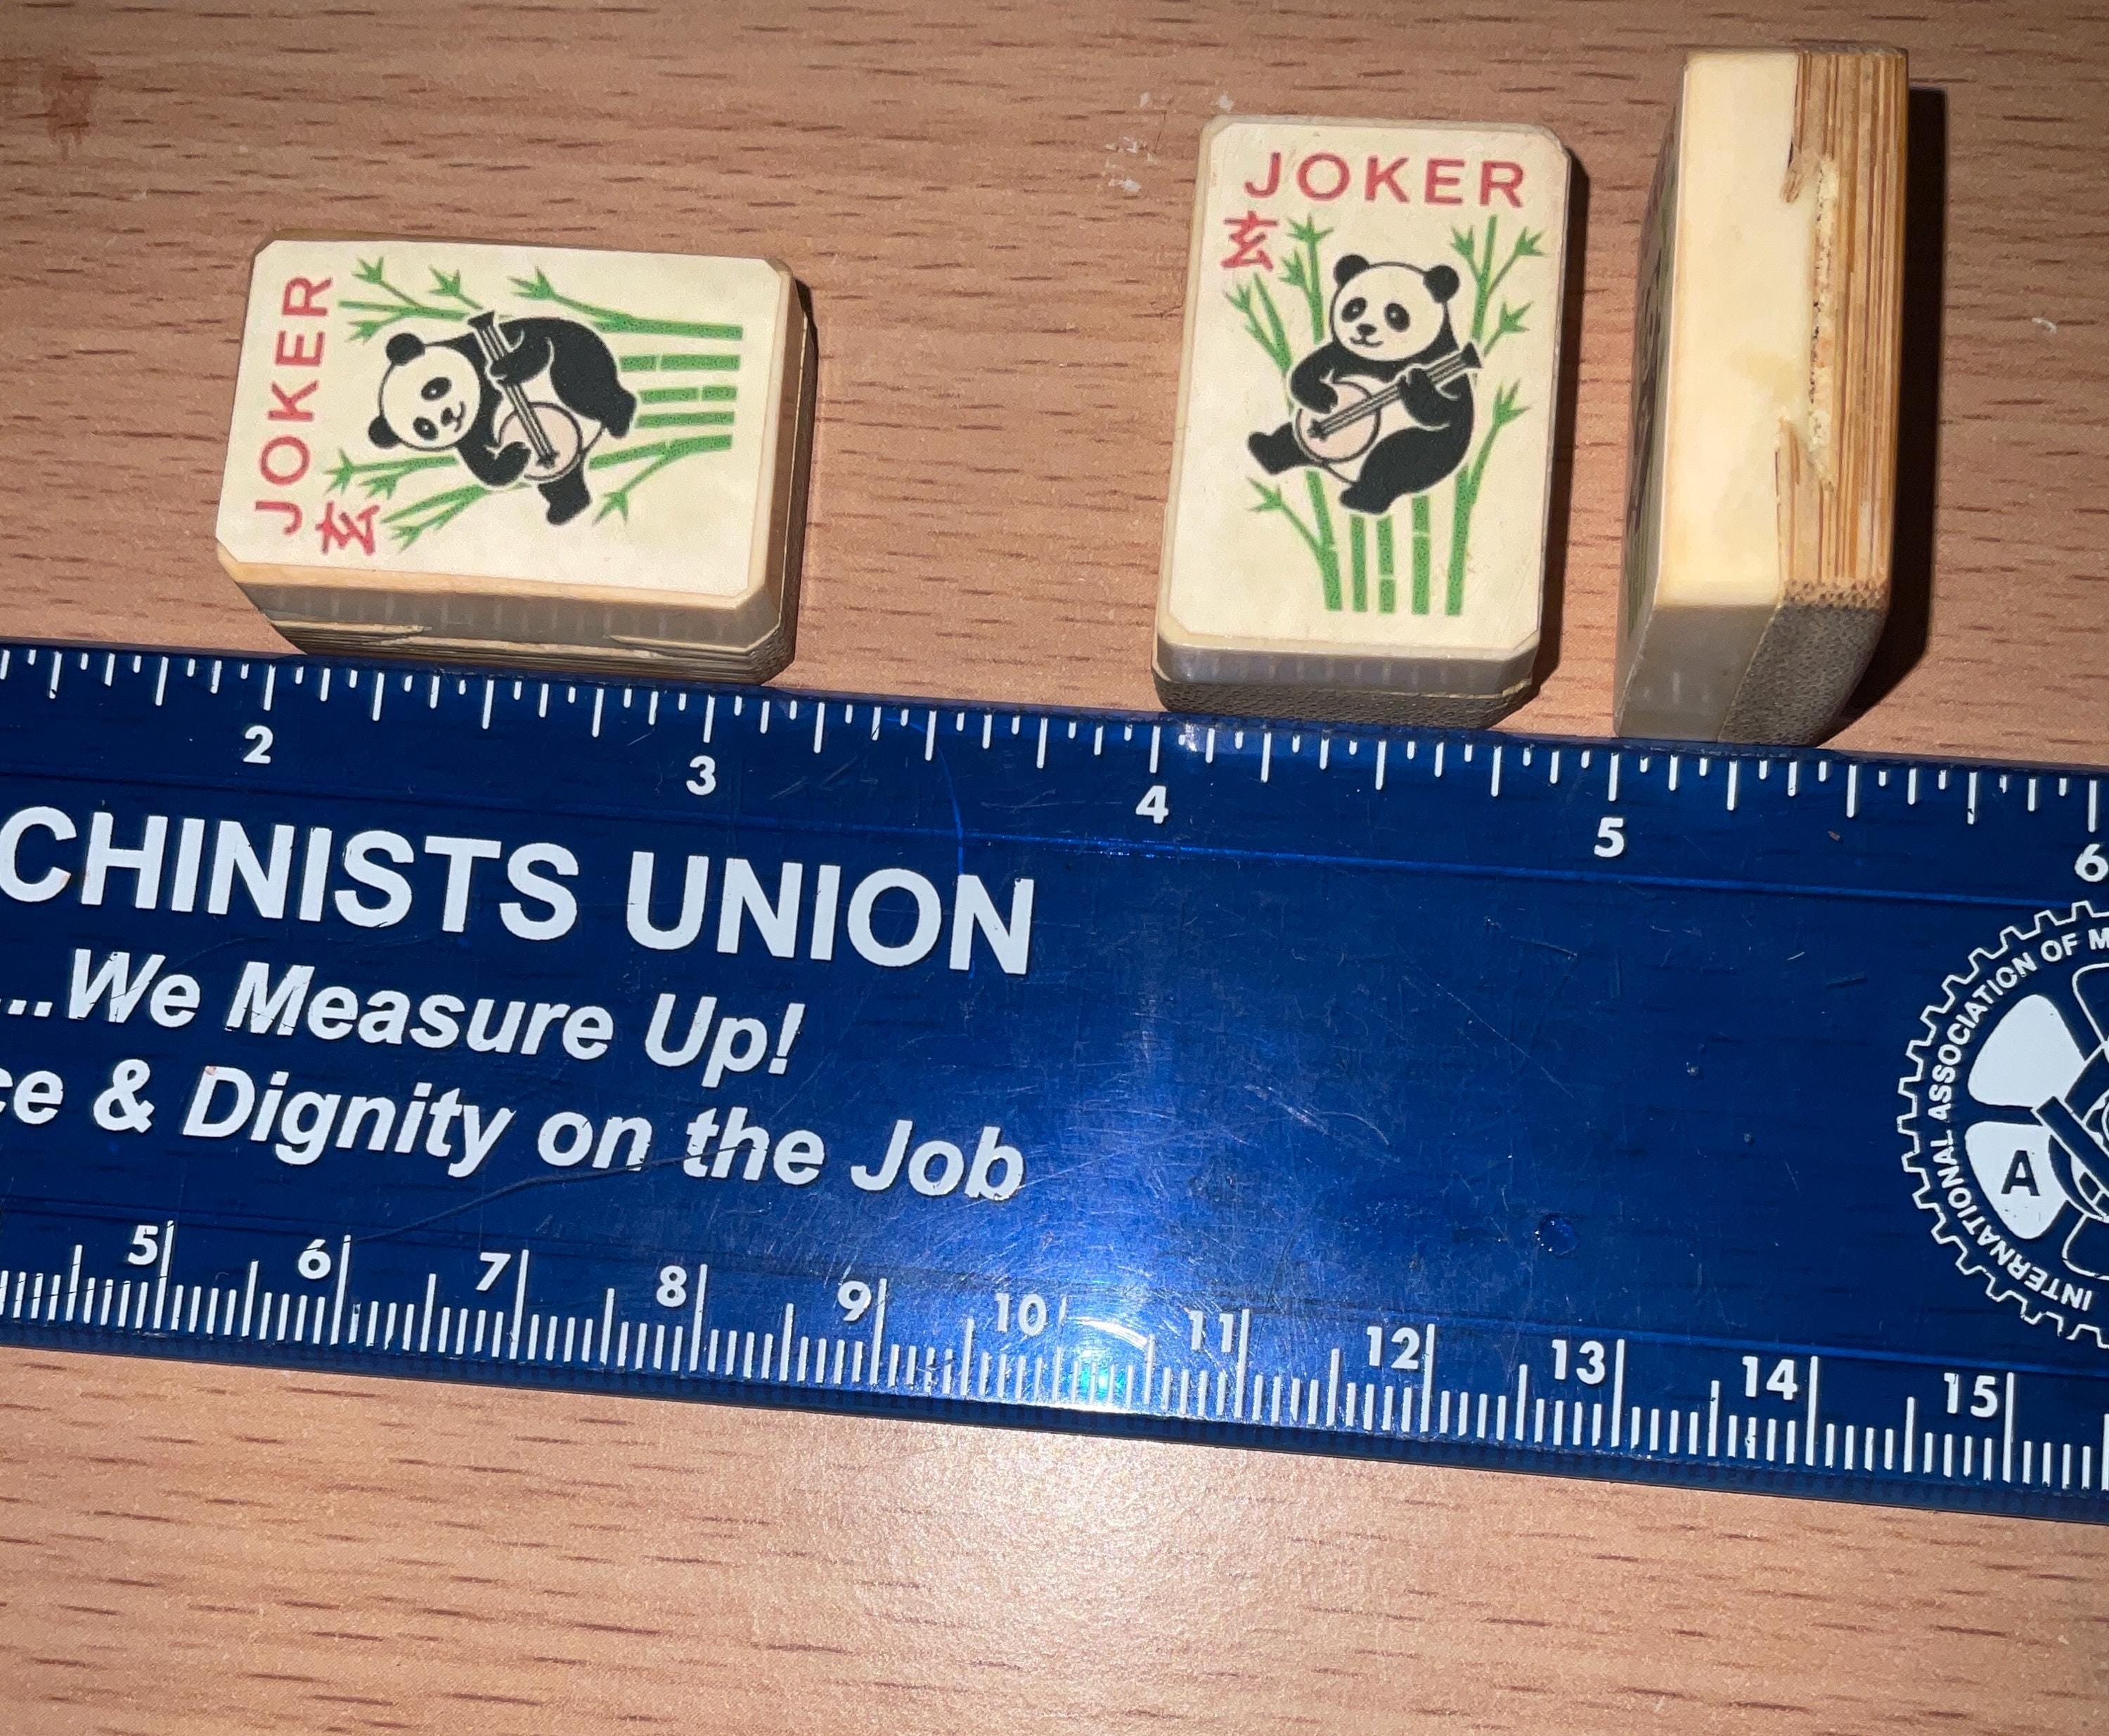 JOKER
玄
JOKER
玄
2 3 4 5 6
CHINISTS UNION
...We Measure Up!
ce & Dignity on the Job
INTERNATIONAL ASSOCIATION OF M
A
5 6 7 8 9 10 11 12 13 14 15